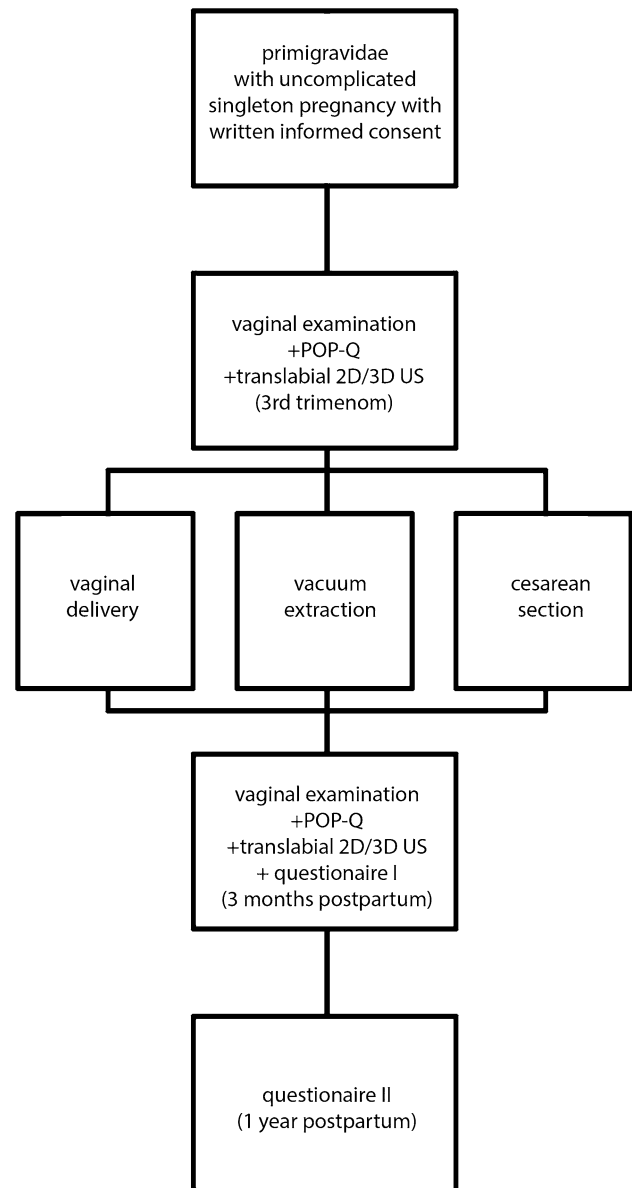 primigravidae
with uncomplicated
singleton pregnancy with
written informed consent
vaginal examination
+POP-Q
+translabial 2D/3D US
(3rd trimenom)
vaginal
delivery
vacuum
extraction
cesarean
section
vaginal examination
+POP-Q
+translabial 2D/3D US
+ questionaire I
(3 months postpartum)
questionaire II
(1 year postpartum)